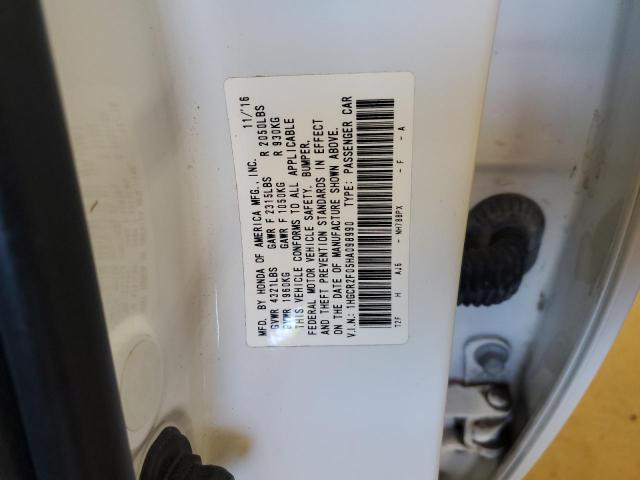 MFD. BY HONDA OF AMERICA MFG., INC. 11/'16
GVWR 4321LBS GAWR F 2315LBS R 2050LBS
GVWR 1960KG GAWR F 1050KG R 930KG
THIS VEHICLE CONFORMS TO ALL APPLICABLE
FEDERAL MOTOR VEHICLE SAFETY, BUMPER,
AND THEFT PREVENTION STANDARDS IN EFFECT
ON THE DATE OF MANUFACTURE SHOWN ABOVE.
V.I.N.: 1HGCR2F05HA098990 TYPE: PASSENGER CAR
T2F H AJ6 - NH788PX - F - A